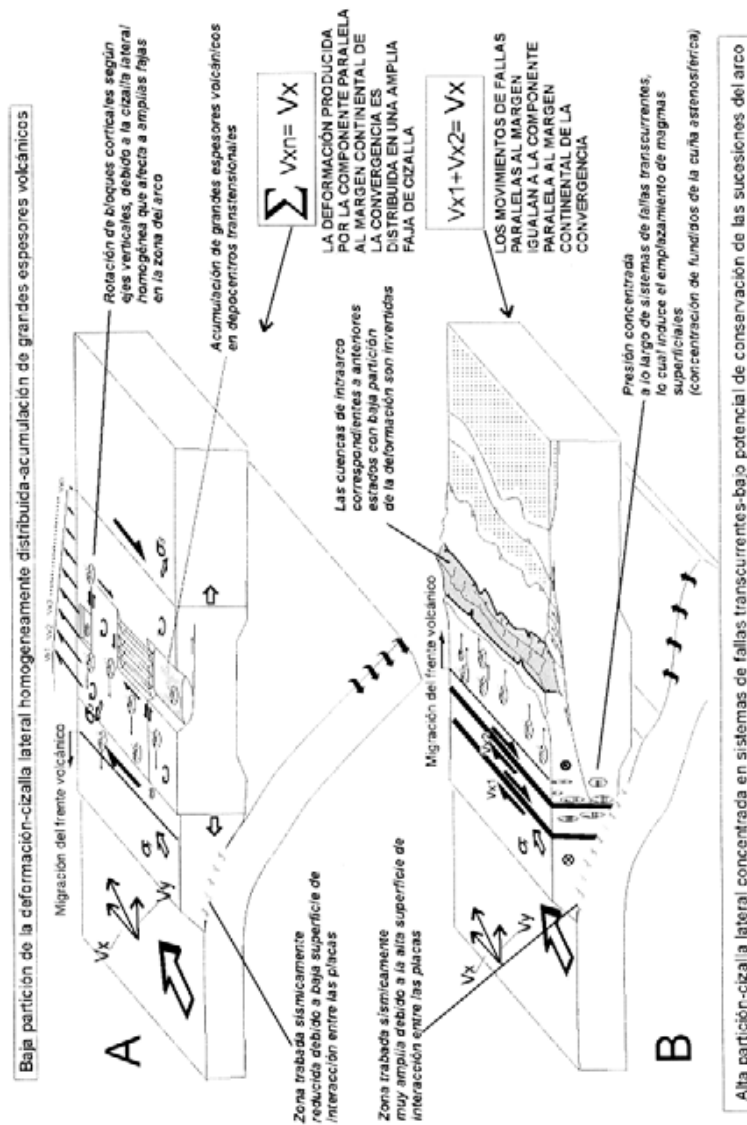 Baja partición de la deformación-cizalla lateral homogeneamente distribuida-acumulación de grandes espesores volcánicos
Migración del frente volcánico
Vx1
Vx2
Vx3
Rotación de bloques corticales según
ejes verticales, debido a la cizalla lateral
homogénea que afecta a amplias fajas
en la zona del arco
Acumulación de grandes espesores volcánicos
en depocentros transtensionales
A
Vx
Vy
σ
σ
σ
∑ Vxn= Vx
LA DEFORMACIÓN PRODUCIDA
POR LA COMPONENTE PARALELA
AL MARGEN CONTINENTAL DE
LA CONVERGENCIA ES
DISTRIBUIDA EN UNA AMPLIA
FAJA DE CIZALLA
Zona trabada sísmicamente
reducida debido a baja superficie de
interacción entre las placas
Zona trabada sísmicamente
muy amplia debido a la alta superficie de
interacción entre las placas
Las cuencas de intraarco
correspondientes a anteriores
estados con baja partición
de la deformación son invertidas
Migración del frente volcánico
Vx1+Vx2= Vx
LOS MOVIMIENTOS DE FALLAS
PARALELAS AL MARGEN
IGUALAN A LA COMPONENTE
PARALELA AL MARGEN
CONTINENTAL DE LA
CONVERGENCIA
Vx
Vy
σ
Vx1
Vx2
B
Presión concentrada
a lo largo de sistemas de fallas transcurrentes,
lo cual induce el emplazamiento de magmas
superficiales
(concentración de fundidos de la cuña astenosférica)
Alta partición-cizalla lateral concentrada en sistemas de fallas transcurrentes-bajo potencial de conservación de las sucesiones del arco